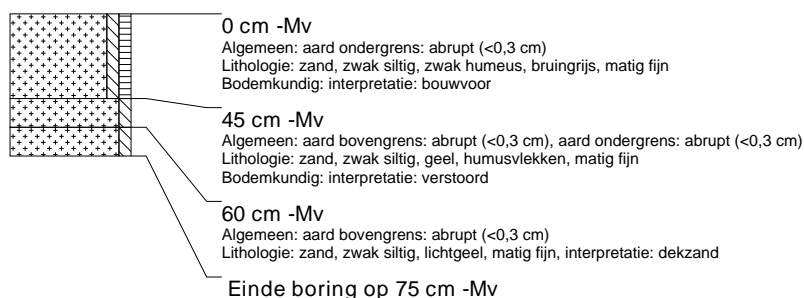 0 cm -Mv
Algemeen: aard ondergrens: abrupt (<0,3 cm)
Lithologie: zand, zwak siltig, zwak humeus, bruingrijs, matig fijn
Bodemkundig: interpretatie: bouwvoor
45 cm -Mv
Algemeen: aard bovengrens: abrupt (<0,3 cm), aard ondergrens: abrupt (<0,3 cm)
Lithologie: zand, zwak siltig, geel, humusvlekken, matig fijn
Bodemkundig: interpretatie: verstoord
60 cm -Mv
Algemeen: aard bovengrens: abrupt (<0,3 cm)
Lithologie: zand, zwak siltig, lichtgeel, matig fijn, interpretatie: dekzand
Einde boring op 75 cm -Mv